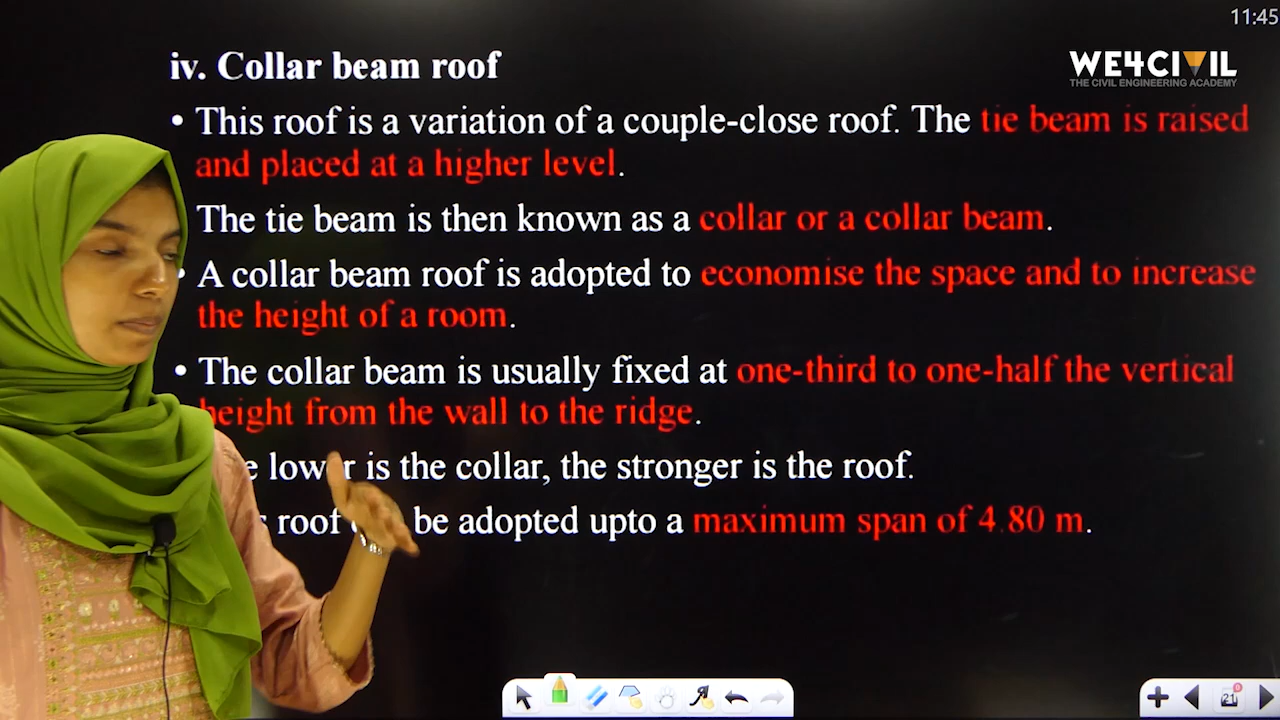 11:45
WE4CIVIL
THE CIVIL ENGINEERING ACADEMY
iv. Collar beam roof
• This roof is a variation of a couple-close roof. The tie beam is raised
and placed at a higher level.
The tie beam is then known as a collar or a collar beam.
• A collar beam roof is adopted to economise the space and to increase
the height of a room.
• The collar beam is usually fixed at one-third to one-half the vertical
height from the wall to the ridge.
lower is the collar, the stronger is the roof.
roof be adopted upto a maximum span of 4.80 m.
21